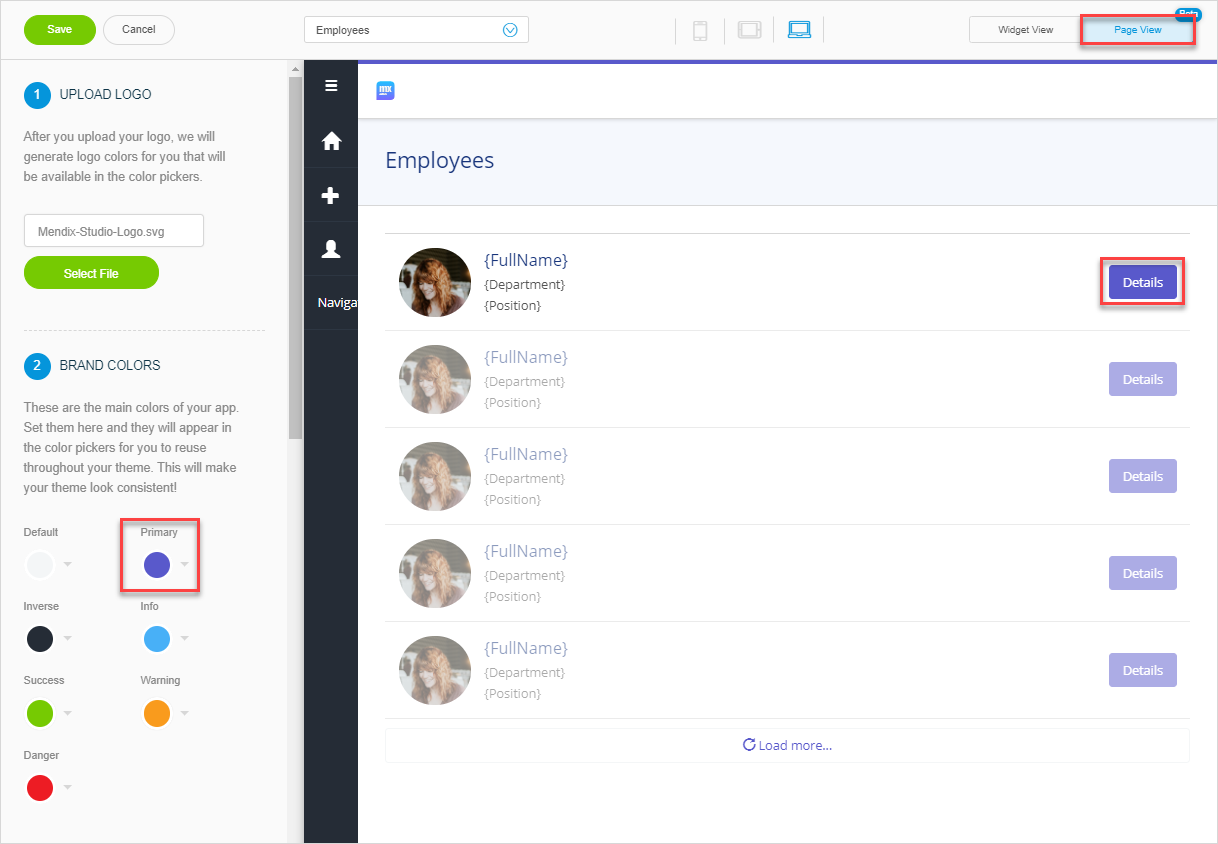 Save
Cancel
Employees
Widget View
Page View
Beta
1 UPLOAD LOGO
After you upload your logo, we will
generate logo colors for you that will
be available in the color pickers.
Mendix-Studio-Logo.svg
Select File
2 BRAND COLORS
These are the main colors of your app.
Set them here and they will appear in
the color pickers for you to reuse
throughout your theme. This will make
your theme look consistent!
Default
Primary
Inverse
Info
Success
Warning
Danger
Naviga
mx
Employees
{FullName}
{Department}
{Position}
Details
{FullName}
{Department}
{Position}
Details
{FullName}
{Department}
{Position}
Details
{FullName}
{Department}
{Position}
Details
{FullName}
{Department}
{Position}
Details
Load more...